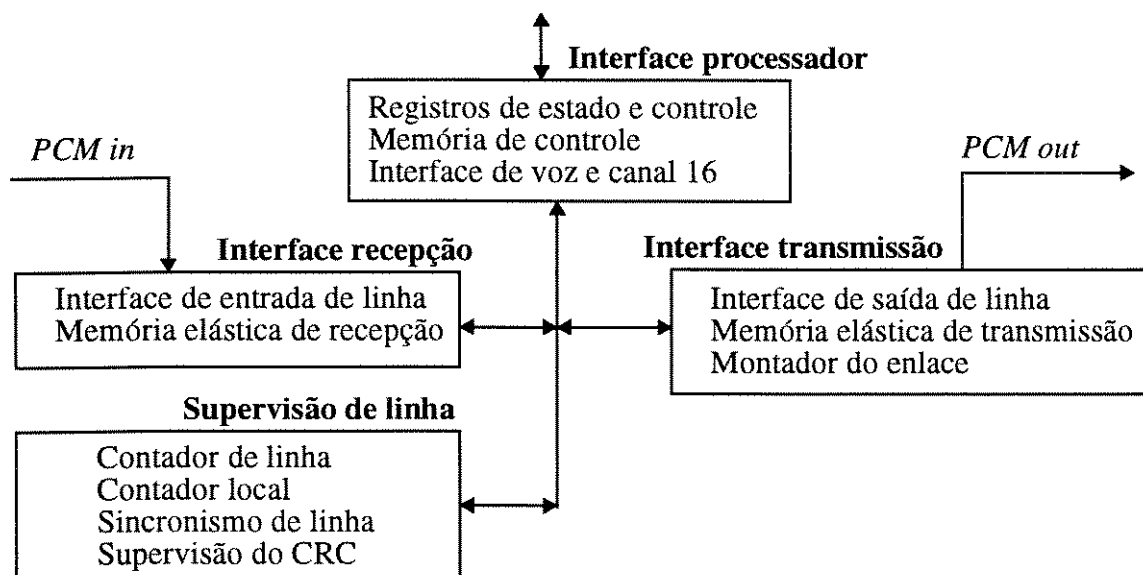 Interface processador
Registros de estado e controle
Memória de controle
Interface de voz e canal 16
PCM in
PCM out
Interface recepção
Interface de entrada de linha
Memória elástica de recepção
Interface transmissão
Interface de saída de linha
Memória elástica de transmissão
Montador do enlace
Supervisão de linha
Contador de linha
Contador local
Sincronismo de linha
Supervisão do CRC